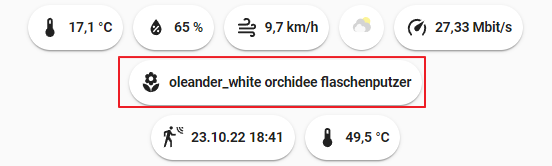 17,1 °C 65 % 9,7 km/h 27,33 Mbit/s
oleander_white orchidee flaschenputzer
23.10.22 18:41 49,5 °C